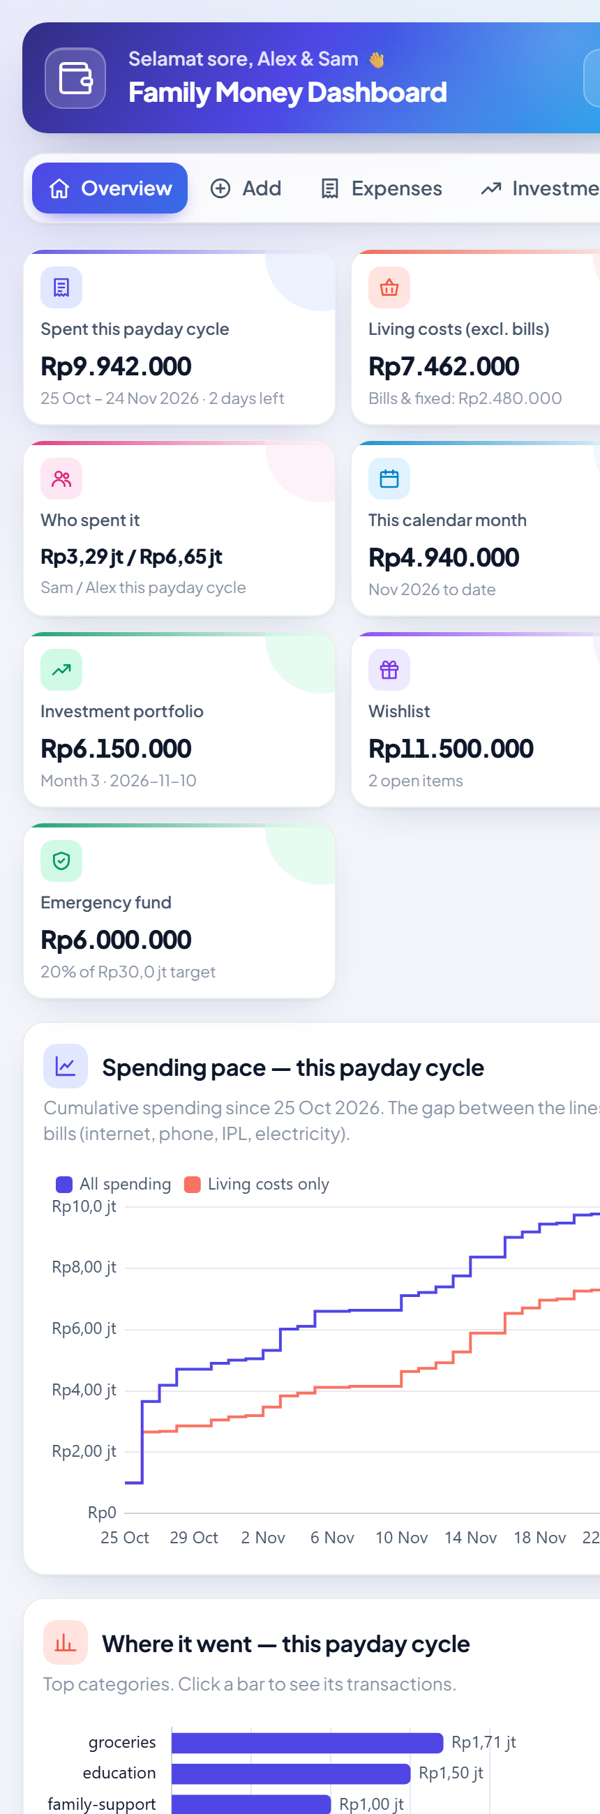 Selamat sore, Alex & Sam 👋
Family Money Dashboard
Overview
Add
Expenses
Investme
Spent this payday cycle
Rp9.942.000
25 Oct – 24 Nov 2026 · 2 days left
Living costs (excl. bills)
Rp7.462.000
Bills & fixed: Rp2.480.000
Who spent it
Rp3,29 jt / Rp6,65 jt
Sam / Alex this payday cycle
This calendar month
Rp4.940.000
Nov 2026 to date
Investment portfolio
Rp6.150.000
Month 3 · 2026-11-10
Wishlist
Rp11.500.000
2 open items
Emergency fund
Rp6.000.000
20% of Rp30,0 jt target
Spending pace — this payday cycle
Cumulative spending since 25 Oct 2026. The gap between the lines
bills (internet, phone, IPL, electricity).
All spending
Living costs only
Rp10,0 jt
Rp8,00 jt
Rp6,00 jt
Rp4,00 jt
Rp2,00 jt
Rp0
25 Oct
29 Oct
2 Nov
6 Nov
10 Nov
14 Nov
18 Nov
22
Where it went — this payday cycle
Top categories. Click a bar to see its transactions.
groceries
Rp1,71 jt
education
Rp1,50 jt
family-support
Rp1,00 jt